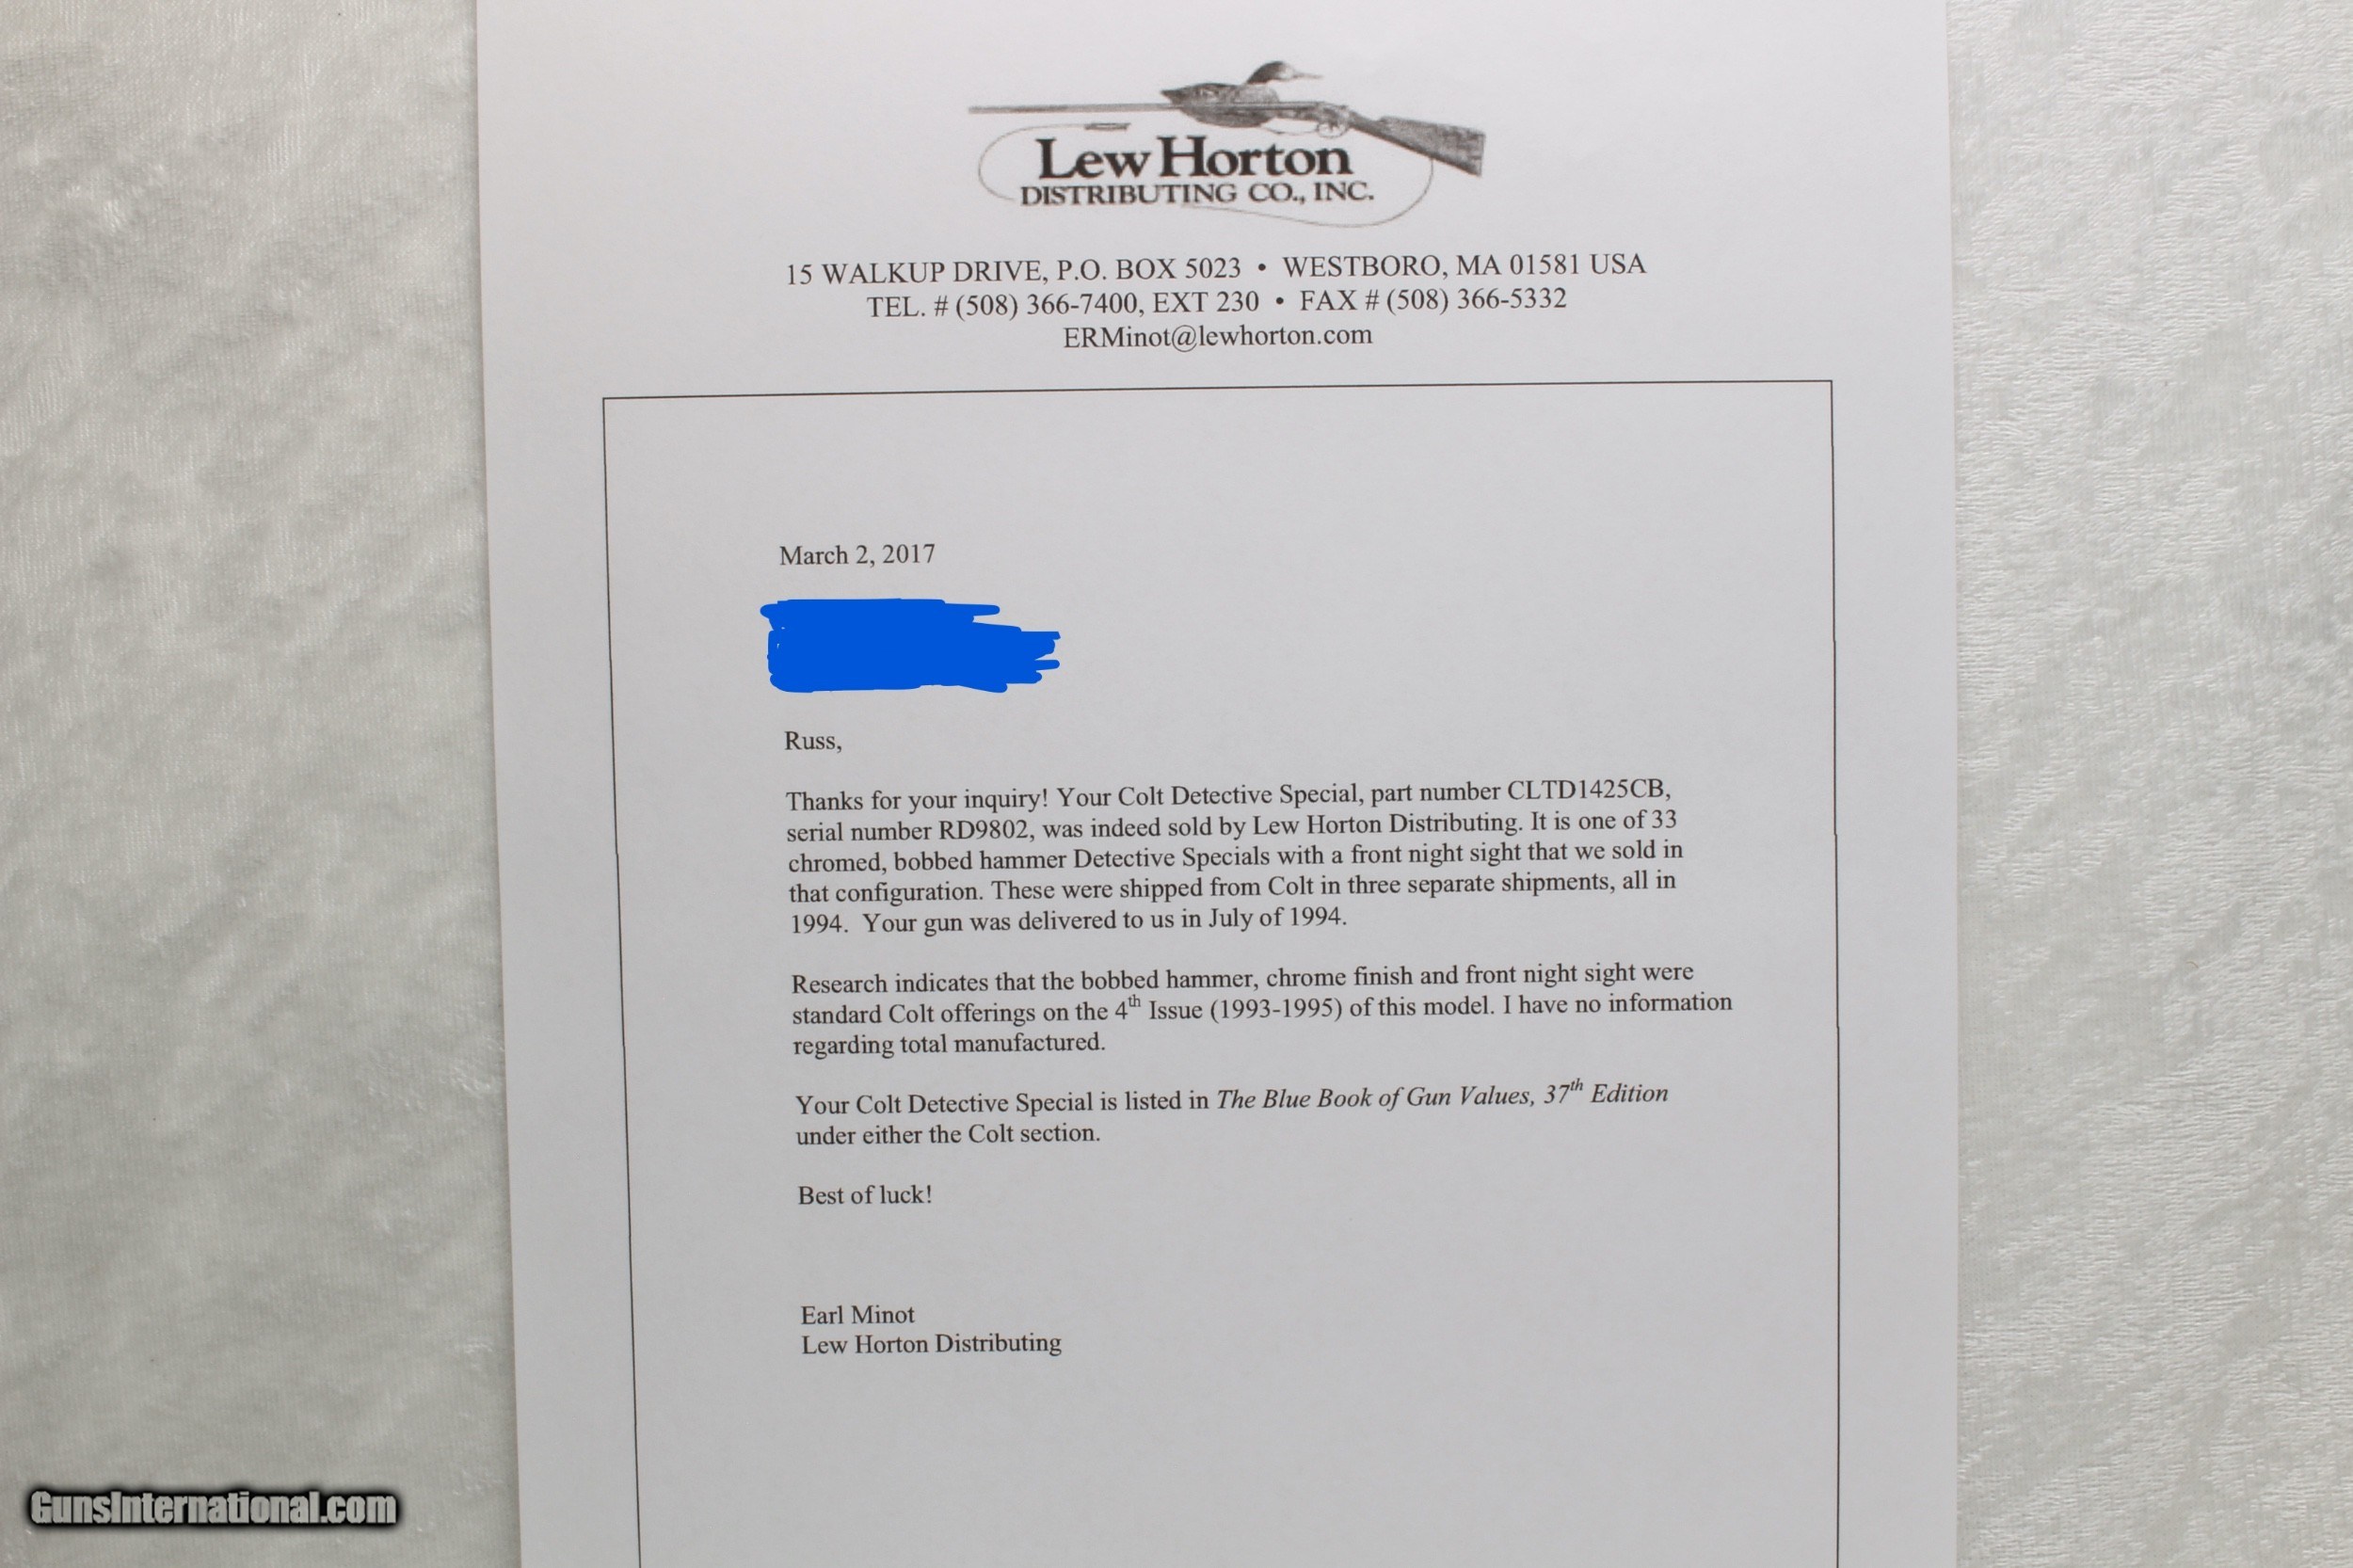 Lew Horton
DISTRIBUTING CO., INC.
15 WALKUP DRIVE, P.O. BOX 5023 • WESTBORO, MA 01581 USA
TEL. # (508) 366-7400, EXT 230 • FAX # (508) 366-5332
ERMinot@lewhorton.com
March 2, 2017
Russ,
Thanks for your inquiry! Your Colt Detective Special, part number CLTD1425CB,
serial number RD9802, was indeed sold by Lew Horton Distributing. It is one of 33
chromed, bobbed hammer Detective Specials with a front night sight that we sold in
that configuration. These were shipped from Colt in three separate shipments, all in
1994.  Your gun was delivered to us in July of 1994.
Research indicates that the bobbed hammer, chrome finish and front night sight were
standard Colt offerings on the 4th Issue (1993-1995) of this model. I have no information
regarding total manufactured.
Your Colt Detective Special is listed in The Blue Book of Gun Values, 37th Edition
under either the Colt section.
Best of luck!
Earl Minot
Lew Horton Distributing
GunsInternational.com